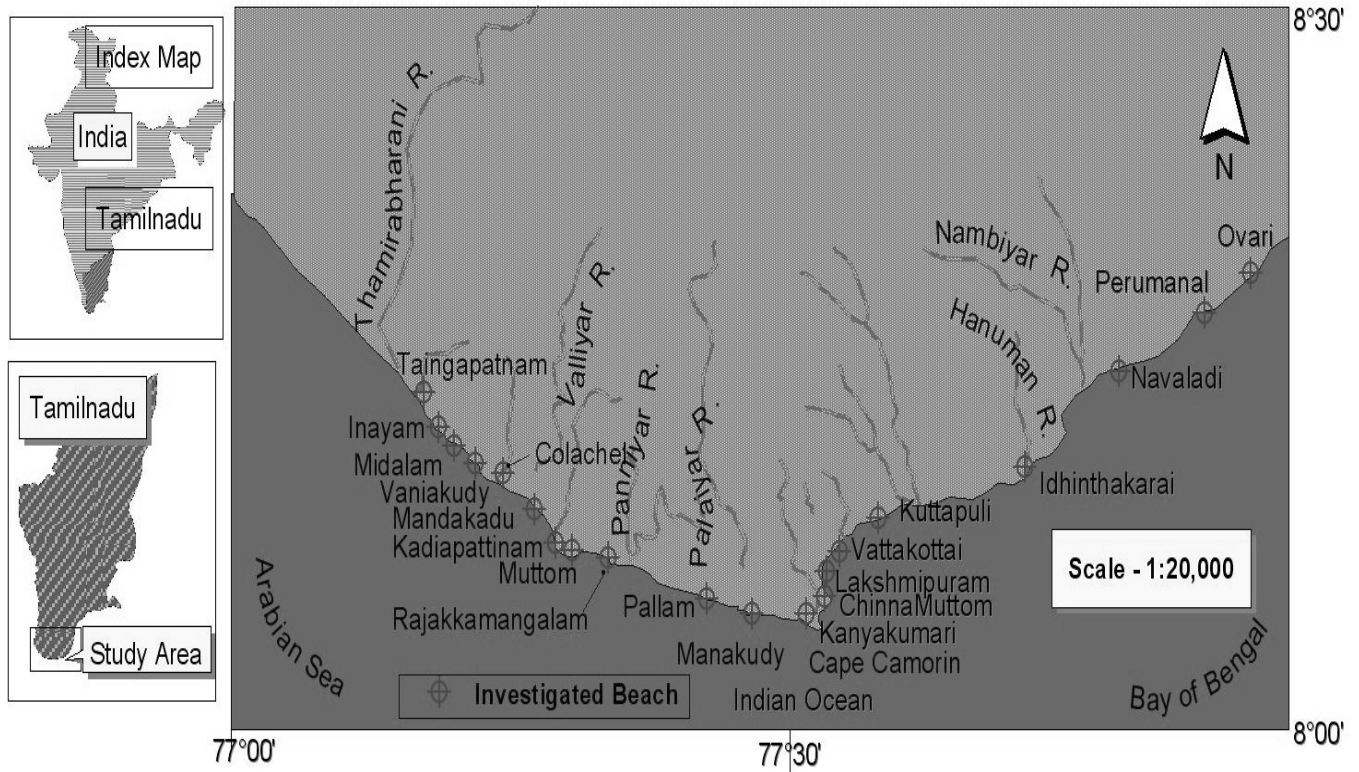 Index Map
India
Tamilnadu
Tamilnadu
Study Area
8°30'
N
Thamirabharani R.
Valliyar R.
Panniyar R.
Palaiyar R.
Nambiyar R.
Hanuman R.
Ovari
Perumanal
Navaladi
Idhinthakarai
Kuttapuli
Vattakottai
Lakshmipuram
ChinnaMuttom
Kanyakumari
Cape Camorin
Taingapatnam
Inayam
Midalam
Vaniakudy
Colachel
Mandakadu
Kadiapattinam
Muttom
Rajakkamangalam
Pallam
Manakudy
Scale - 1:20,000
Arabian Sea
Indian Ocean
Bay of Bengal
Investigated Beach
8°00'
77°00'
77°30'